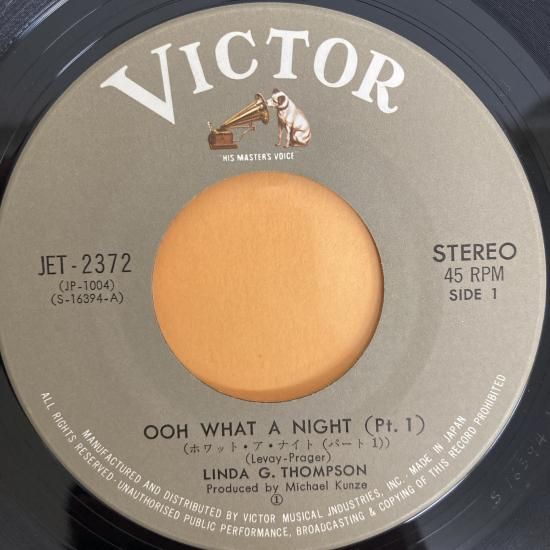 VICTOR
"HIS MASTER'S VOICE"
JET-2372
(JP-1004)
(S-16394-A)
STEREO
45 RPM
SIDE 1
OOH WHAT A NIGHT (Pt. 1)
(ホワット・ア・ナイト (パート 1))
(Levay-Prager)
LINDA G. THOMPSON
Produced by Michael Kunze
①
MANUFACTURED AND DISTRIBUTED BY VICTOR MUSICAL INDUSTRIES, INC. MADE IN JAPAN
ALL RIGHTS RESERVED·UNAUTHORISED PUBLIC PERFORMANCE, BROADCASTING & COPYING OF THIS RECORD PROHIBITED